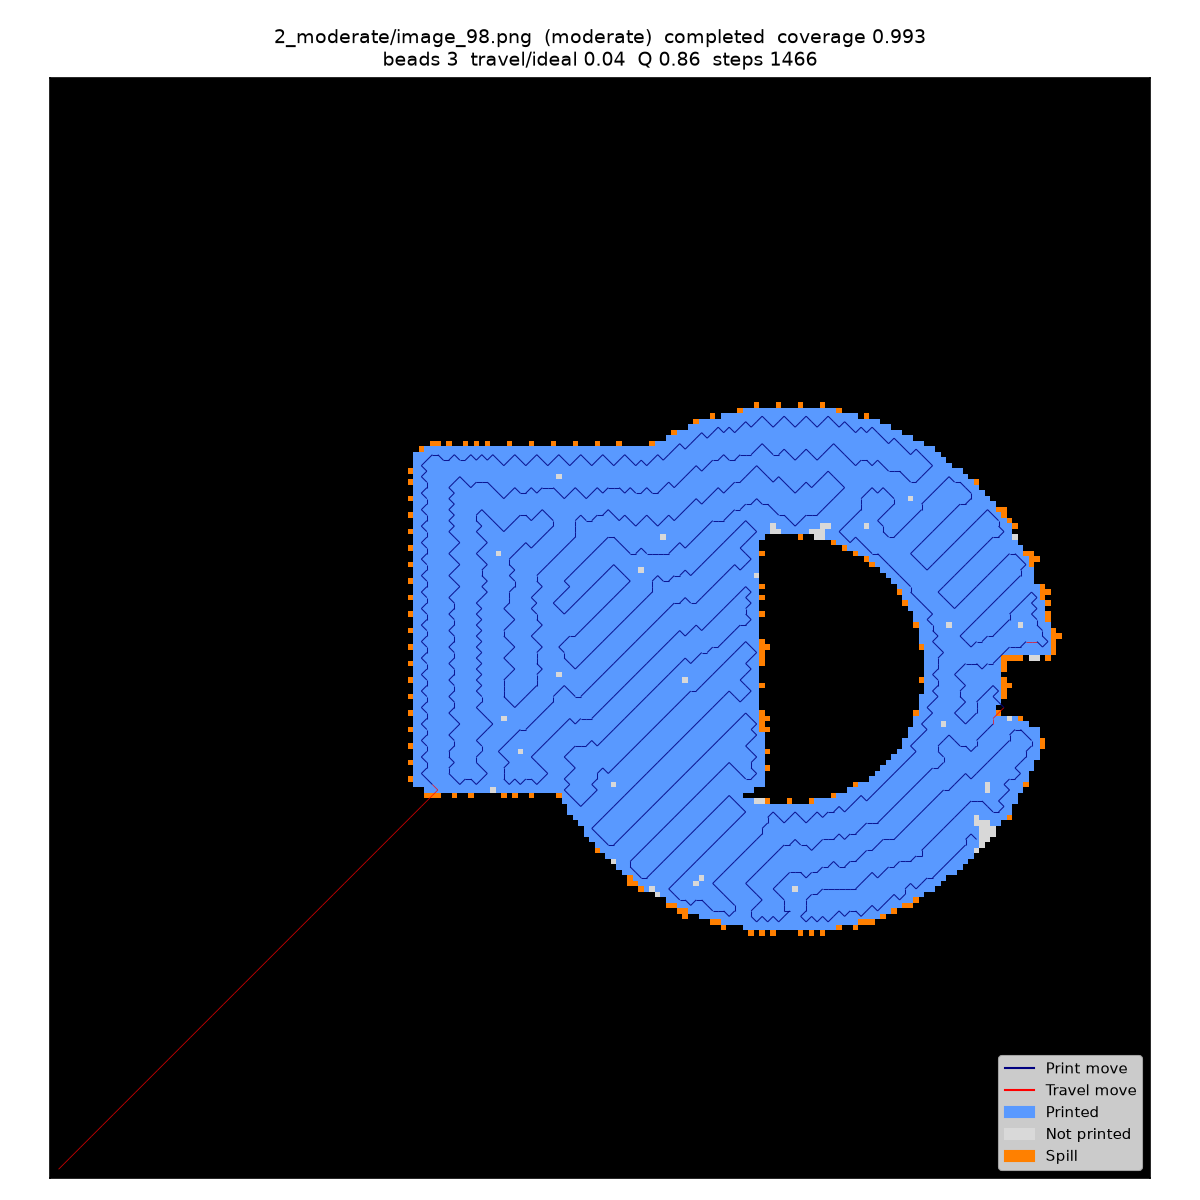 2_moderate/image_98.png  (moderate)  completed  coverage 0.993
beads 3  travel/ideal 0.04  Q 0.86  steps 1466
Print move
Travel move
Printed
Not printed
Spill